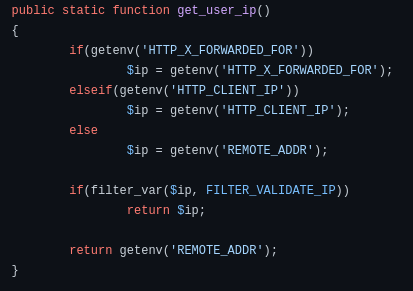 public static function get_user_ip()
{
if(getenv('HTTP_X_FORWARDED_FOR'))
$ip = getenv('HTTP_X_FORWARDED_FOR');
elseif(getenv('HTTP_CLIENT_IP'))
$ip = getenv('HTTP_CLIENT_IP');
else
$ip = getenv('REMOTE_ADDR');
if(filter_var($ip, FILTER_VALIDATE_IP))
return $ip;
return getenv('REMOTE_ADDR');
}